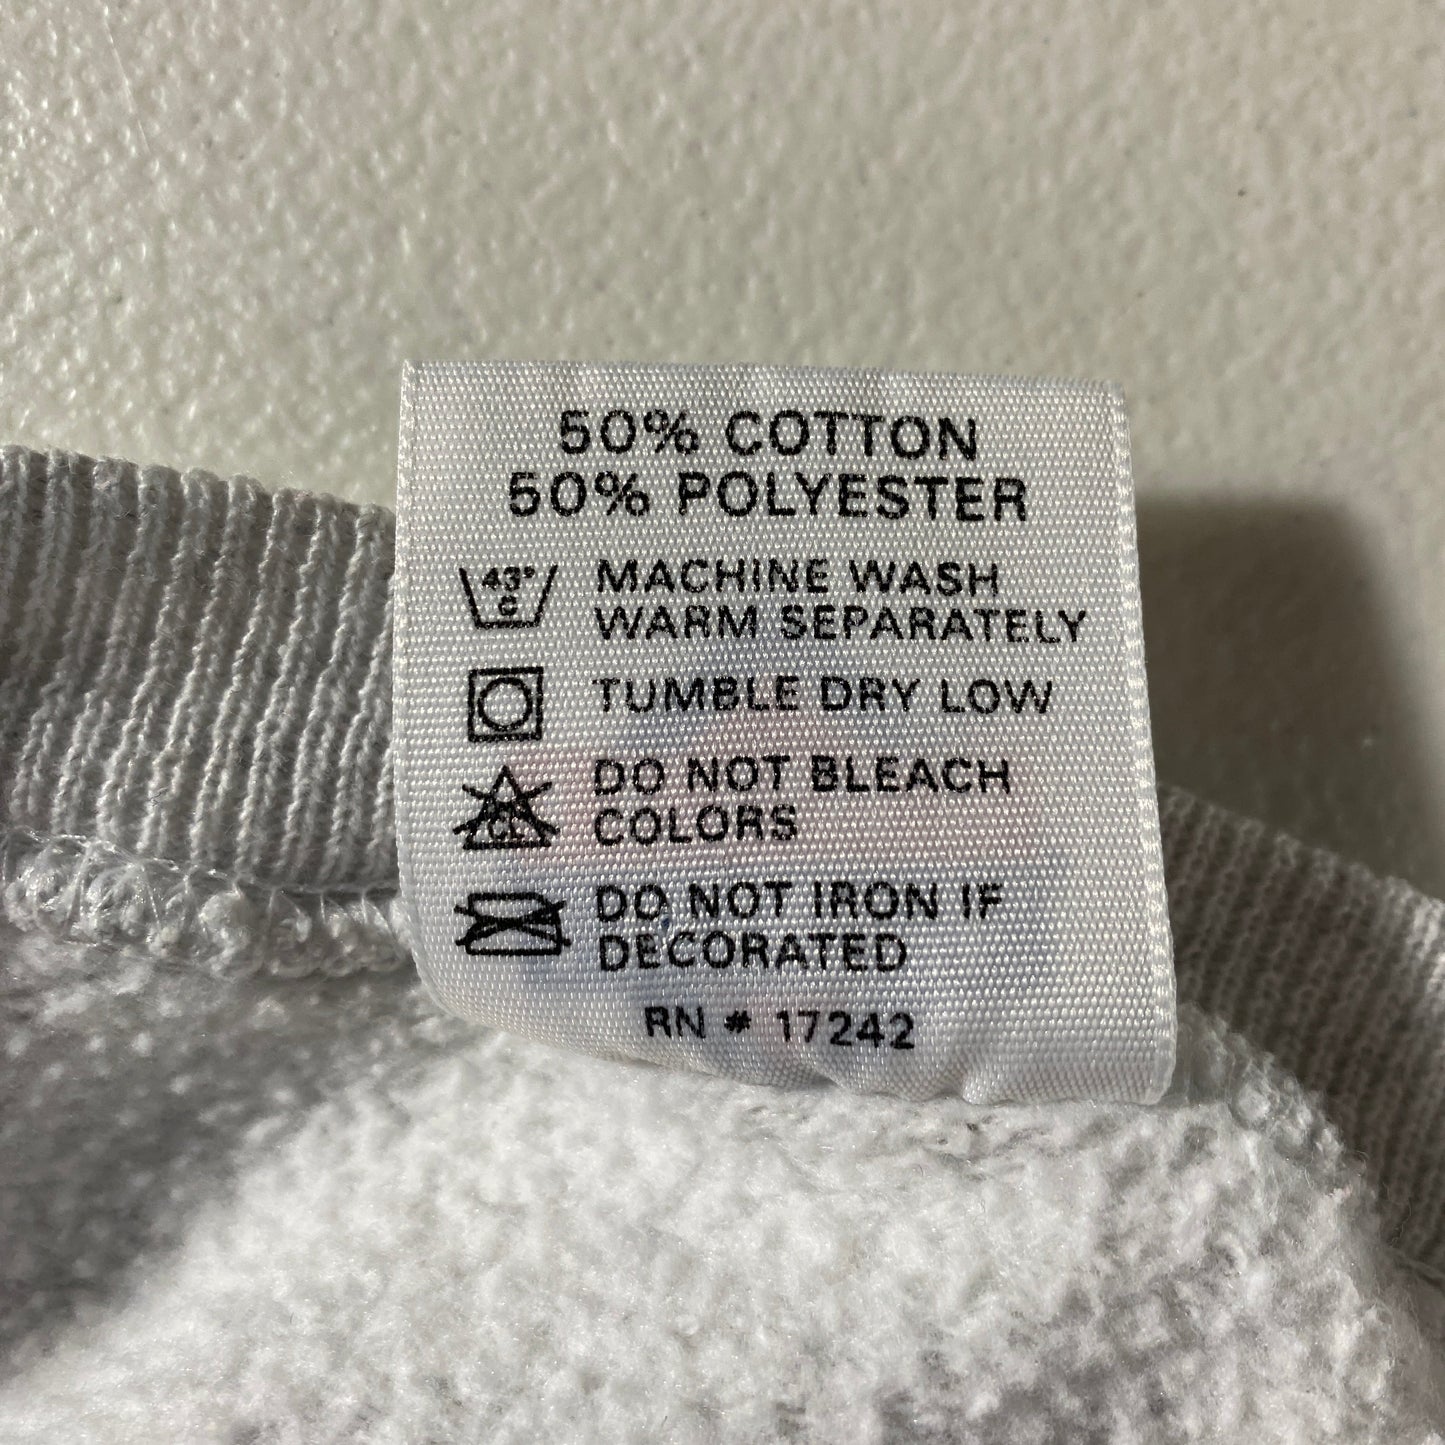 50% COTTON
50% POLYESTER
43°
C
MACHINE WASH
WARM SEPARATELY
TUMBLE DRY LOW
CL
DO NOT BLEACH
COLORS
DO NOT IRON IF
DECORATED
RN # 17242